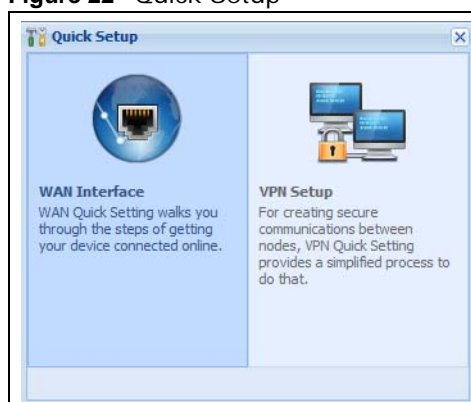 Figure 22 Quick Setup
Quick Setup
WAN Interface
WAN Quick Setting walks you
through the steps of getting
your device connected online.
VPN Setup
For creating secure
communications between
nodes, VPN Quick Setting
provides a simplified process to
do that.